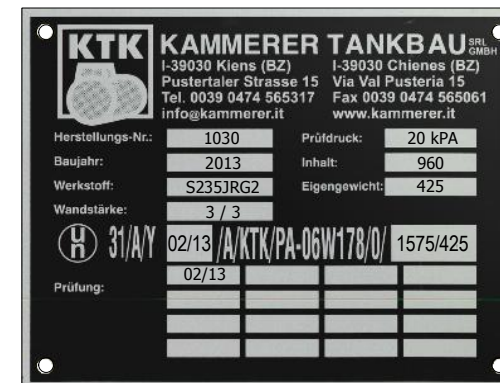 KTK KAMMERER TANKBAU SRL GMBH
I-39030 Kiens (BZ) I-39030 Chienes (BZ)
Pustertaler Strasse 15 Via Val Pusteria 15
Tel. 0039 0474 565317 Fax 0039 0474 565061
info@kammerer.it www.kammerer.it
Herstellungs-Nr.: 1030 Prüfdruck: 20 kPA
Baujahr: 2013 Inhalt: 960
Werkstoff: S235JRG2 Eigengewicht: 425
Wandstärke: 3 / 3
un 31/A/Y 02/13 /A/KTK/PA-06W178/0/ 1575/425
02/13
Prüfung: